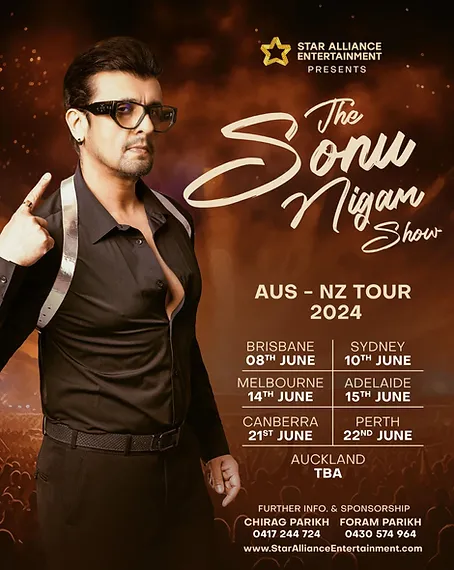 STAR ALLIANCE
ENTERTAINMENT
PRESENTS
The
Sonu
Nigam
Show
AUS - NZ TOUR
2024
BRISBANE
08TH JUNE
SYDNEY
10TH JUNE
MELBOURNE
14TH JUNE
ADELAIDE
15TH JUNE
CANBERRA
21ST JUNE
PERTH
22ND JUNE
AUCKLAND
TBA
FURTHER INFO. & SPONSORSHIP
CHIRAG PARIKH
0417 244 724
FORAM PARIKH
0430 574 964
www.StarAllianceEntertainment.com